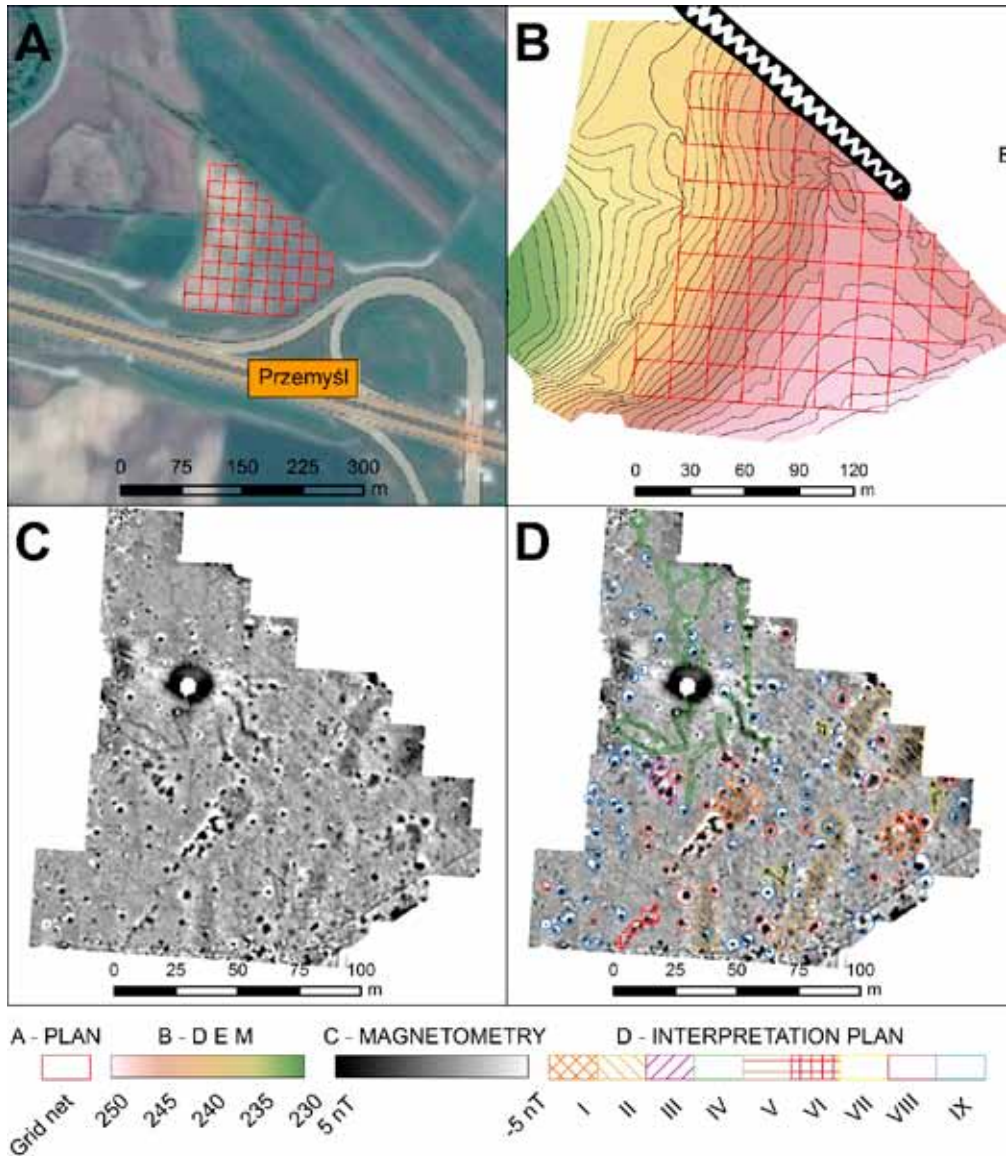 A
B
E
Przemyśl
0 75 150 225 300
m
0 30 60 90 120
m
C
D
0 25 50 75 100
m
0 25 50 75 100
m
A - PLAN
B - D E M
C - MAGNETOMETRY
D - INTERPRETATION PLAN
Grid net
250 245 240 235 230
5 nT
-5 nT
I II III IV V VI VII VIII IX